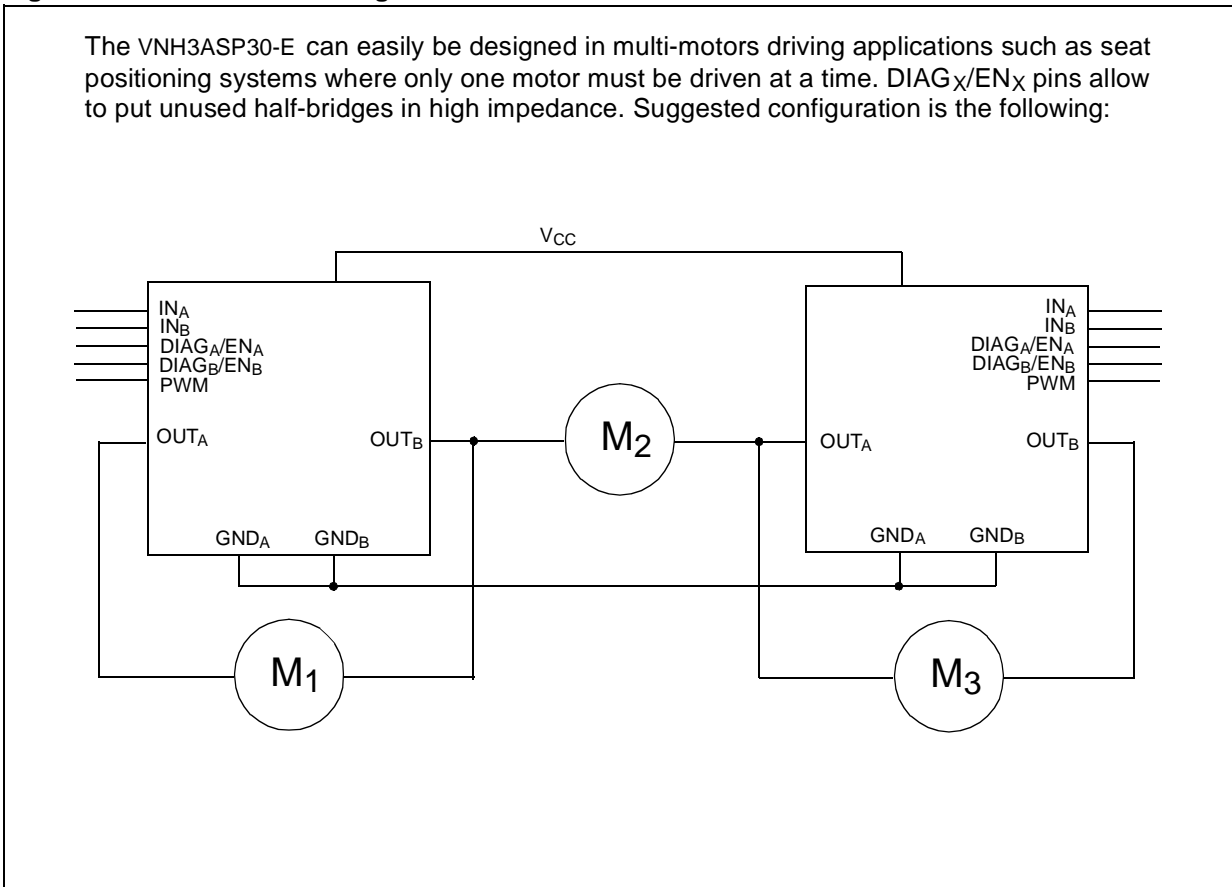 The VNH3ASP30-E can easily be designed in multi-motors driving applications such as seat
positioning systems where only one motor must be driven at a time. DIAGX/ENX pins allow
to put unused half-bridges in high impedance. Suggested configuration is the following:
VCC
INA
INB
DIAGA/ENA
DIAGB/ENB
PWM
OUTA
OUTB
GNDA
GNDB
M1
M2
INA
INB
DIAGA/ENA
DIAGB/ENB
PWM
OUTA
OUTB
GNDA
GNDB
M3